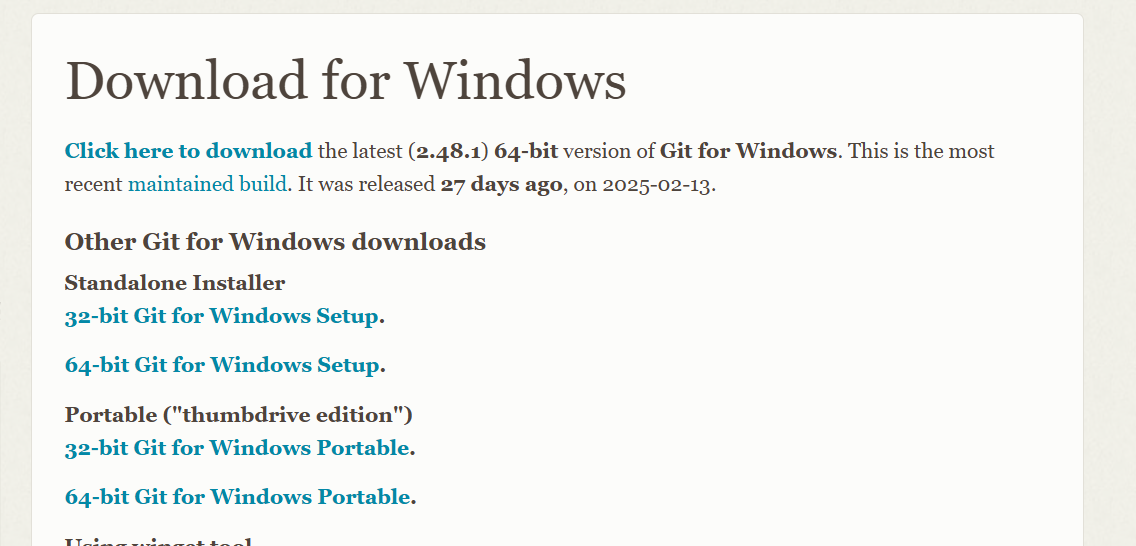 Download for Windows
Click here to download the latest (2.48.1) 64-bit version of Git for Windows. This is the most
recent maintained build. It was released 27 days ago, on 2025-02-13.
Other Git for Windows downloads
Standalone Installer
32-bit Git for Windows Setup.
64-bit Git for Windows Setup.
Portable ("thumbdrive edition")
32-bit Git for Windows Portable.
64-bit Git for Windows Portable.
Using winget tool